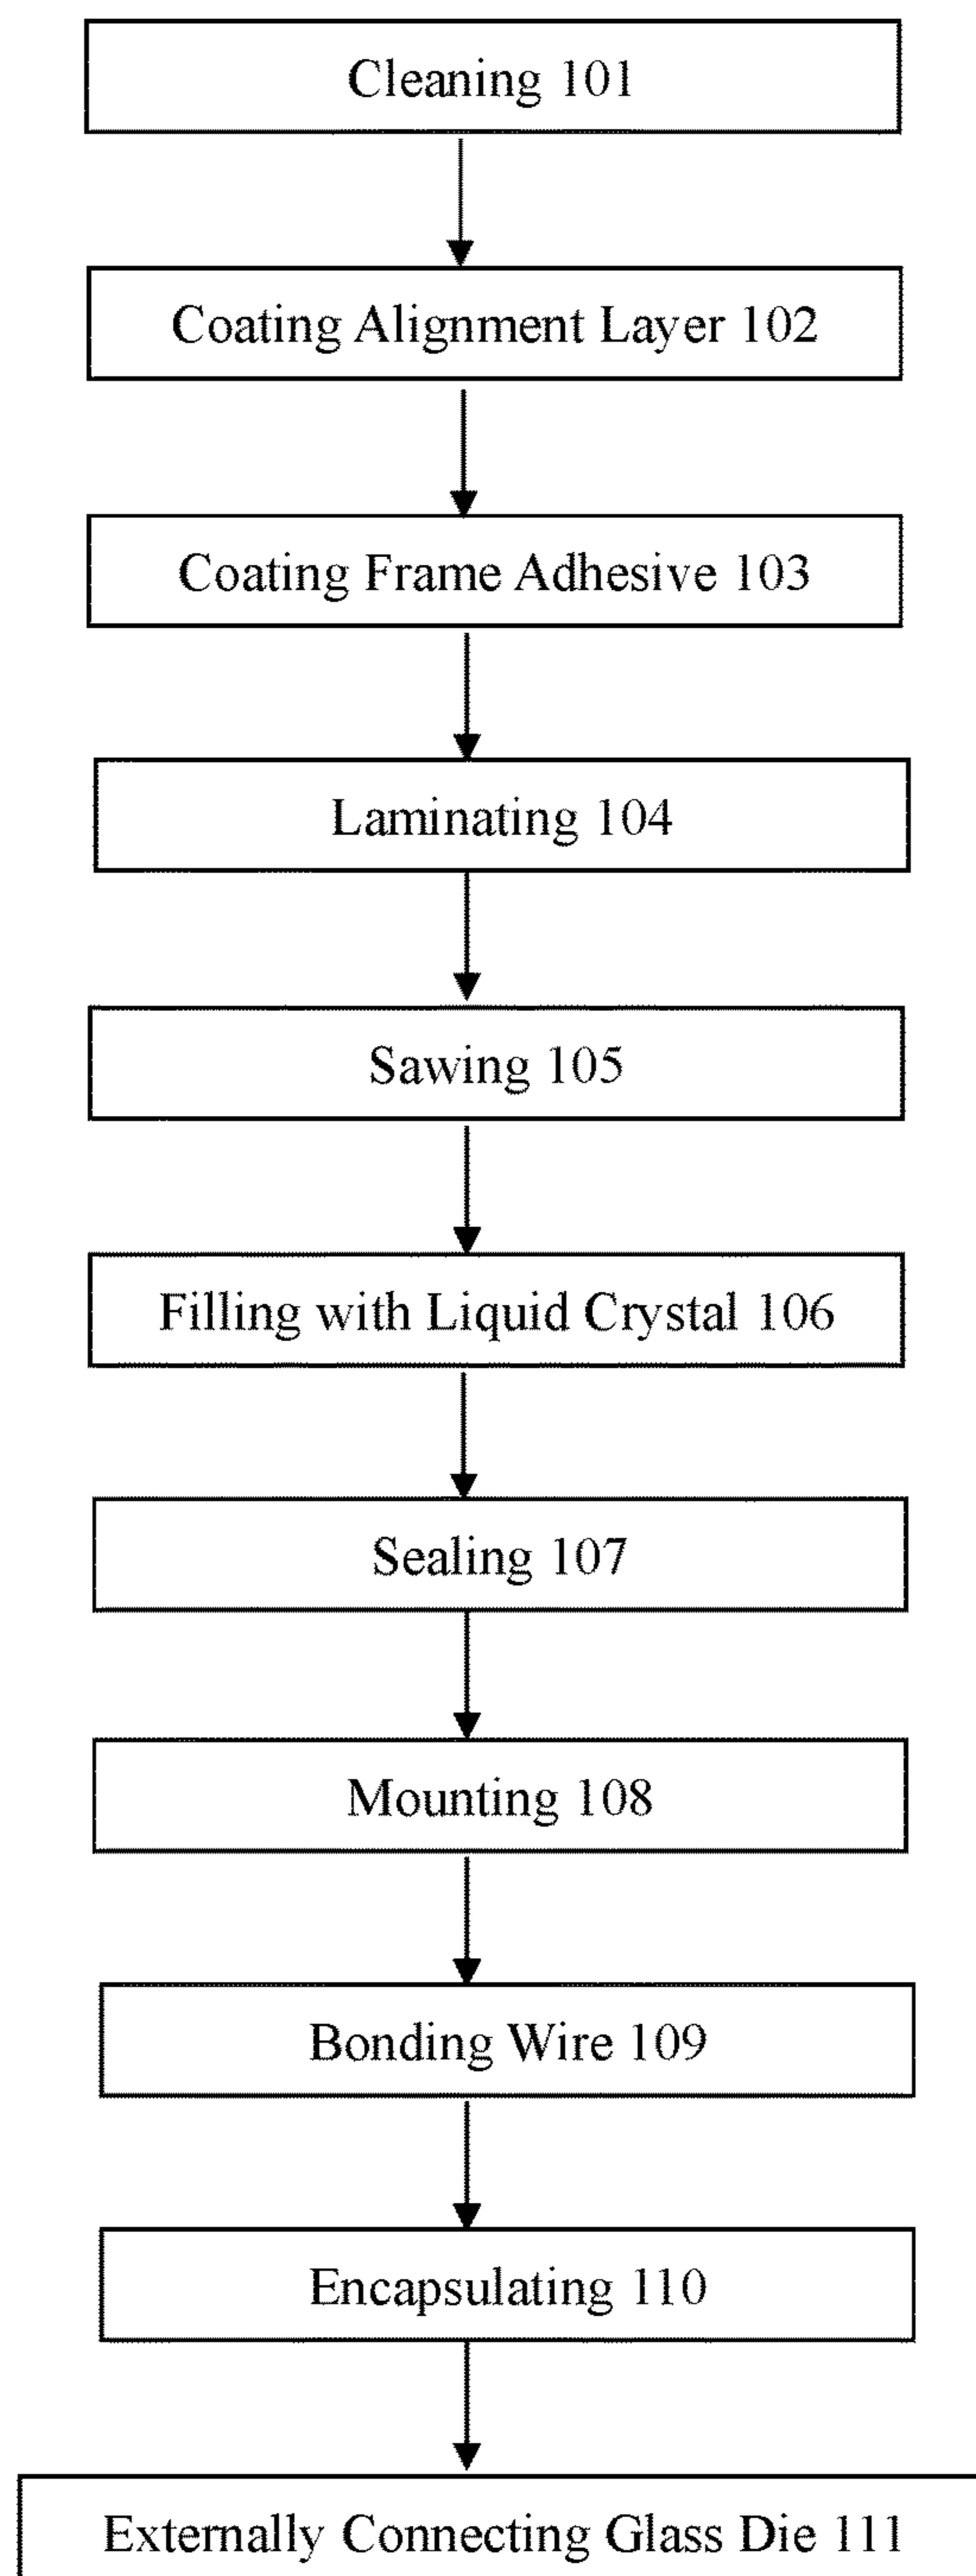 Cleaning 101
Coating Alignment Layer 102
Coating Frame Adhesive 103
Laminating 104
Sawing 105
Filling with Liquid Crystal 106
Sealing 107
Mounting 108
Bonding Wire 109
Encapsulating 110
Externally Connecting Glass Die 111